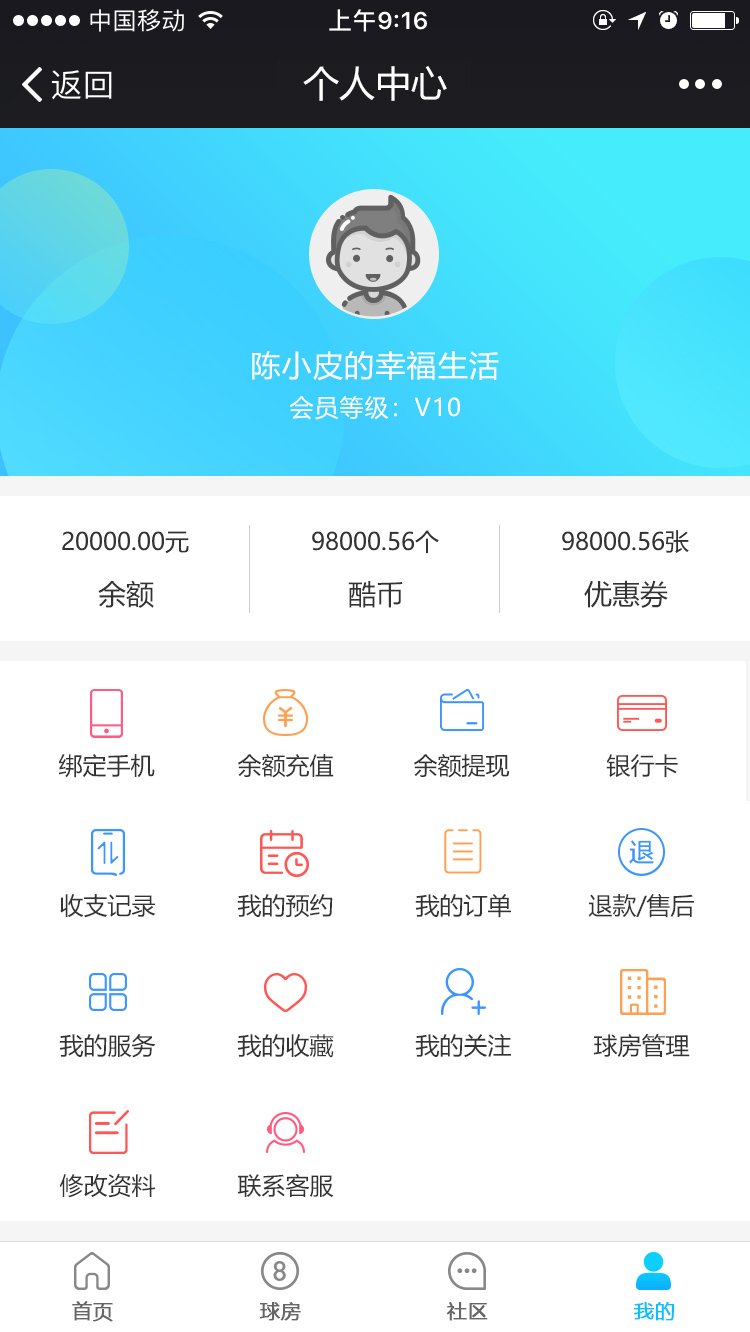 中国移动 上午9:16
返回 个人中心
陈小皮的幸福生活
会员等级：V10
20000.00元 98000.56个 98000.56张
余额 酷币 优惠券
¥
绑定手机 余额充值 余额提现 银行卡
退
收支记录 我的预约 我的订单 退款/售后
我的服务 我的收藏 我的关注 球房管理
修改资料 联系客服
8
首页 球房 社区 我的